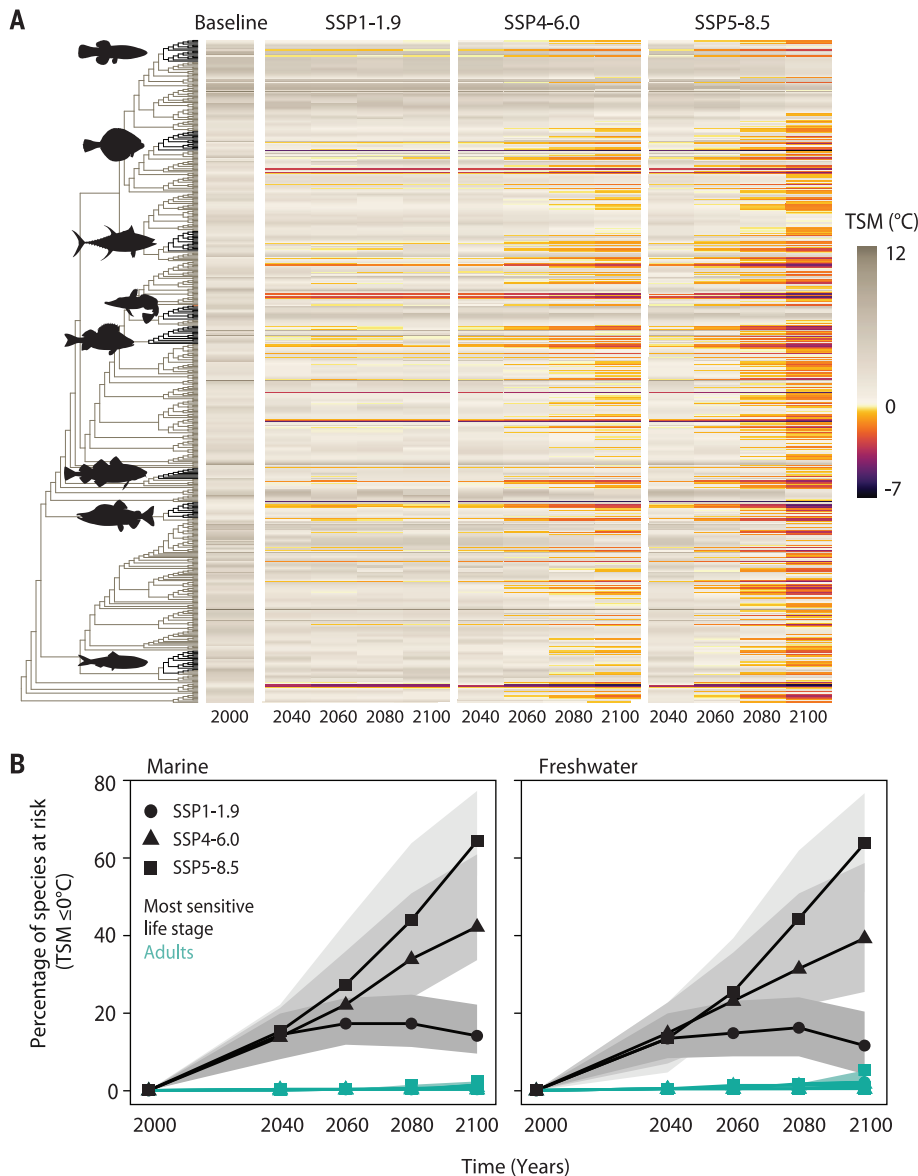 A
Baseline SSP1-1.9 SSP4-6.0 SSP5-8.5
TSM (°C)
12
0
-7
2000 2040 2060 2080 2100 2040 2060 2080 2100 2040 2060 2080 2100
B
Marine Freshwater
Percentage of species at risk
(TSM ≤0°C)
80
60
40
20
0
SSP1-1.9
SSP4-6.0
SSP5-8.5
Most sensitive
life stage
Adults
2000 2040 2060 2080 2100 2000 2040 2060 2080 2100
Time (Years)